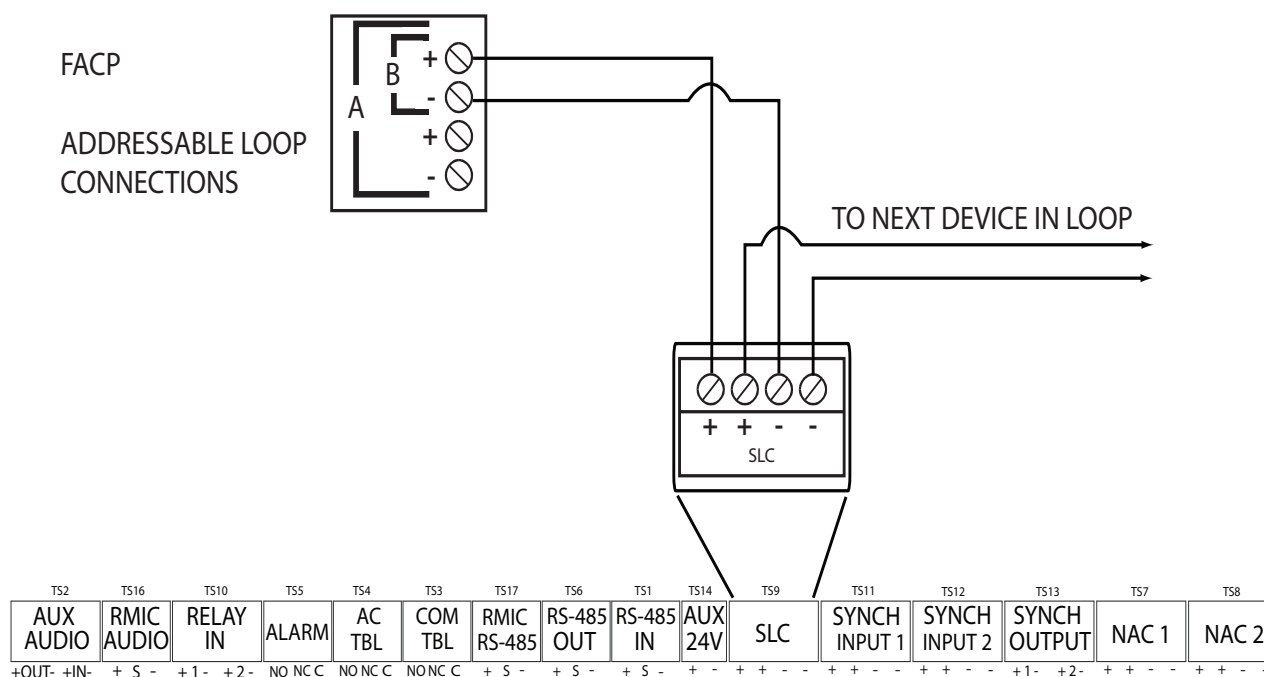 FACP
ADDRESSABLE LOOP
CONNECTIONS
A
B
+
-
+
-
TO NEXT DEVICE IN LOOP
+ + - -
SLC
TS2 TS16 TS10 TS5 TS4 TS3 TS17 TS6 TS1 TS14 TS9 TS11 TS12 TS13 TS7 TS8
AUX AUDIO
RMIC AUDIO
RELAY IN
ALARM
AC TBL
COM TBL
RMIC RS-485
RS-485 OUT
RS-485 IN
AUX 24V
SLC
SYNCH INPUT 1
SYNCH INPUT 2
SYNCH OUTPUT
NAC 1
NAC 2
+OUT- +IN- + S - + 1 - + 2 - NO NC C NO NC C NO NC C + S - + S - + S - + - + + - - + + - - + + - - +1- +2- + + - - + + - -